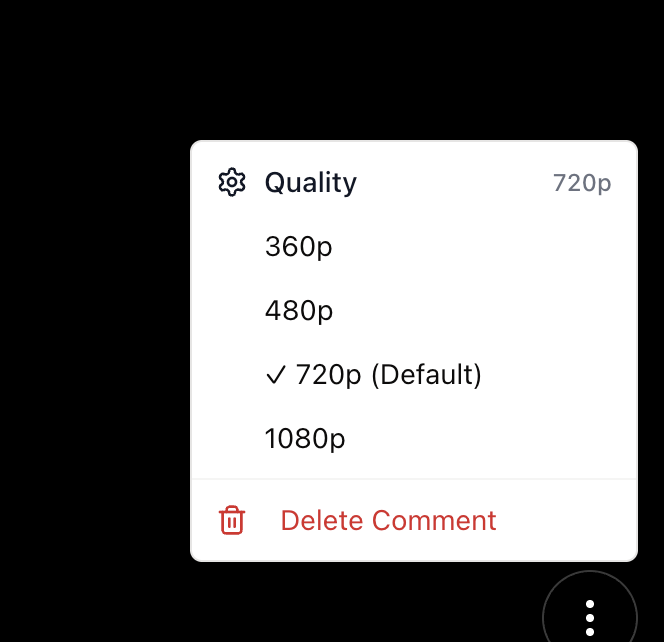 Quality 720p
360p
480p
✓ 720p (Default)
1080p
Delete Comment